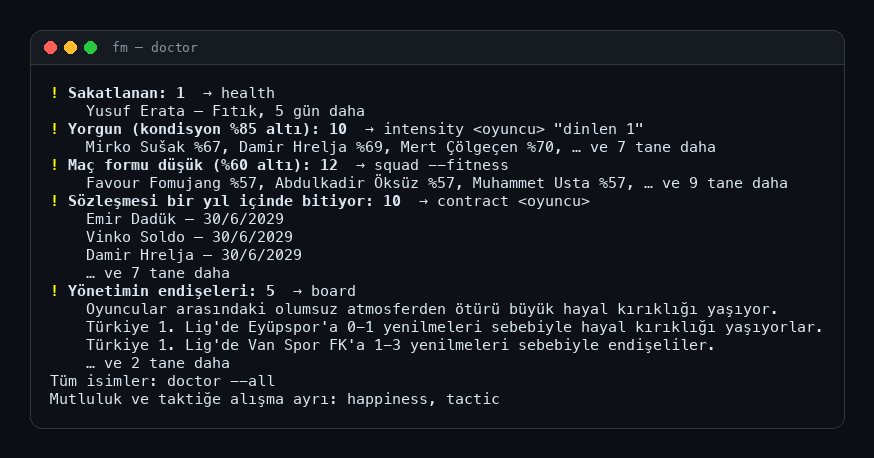 fm — doctor
! Sakatlanan: 1 → health
Yusuf Erata — Fıtık, 5 gün daha
! Yorgun (kondisyon %85 altı): 10 → intensity <oyuncu> "dinlen 1"
Mirko Sušak %67, Damir Hrelja %69, Mert Çölgeçen %70, … ve 7 tane daha
! Maç formu düşük (%60 altı): 12 → squad --fitness
Favour Fomujang %57, Abdulkadir Öksüz %57, Muhammet Usta %57, … ve 9 tane daha
! Sözleşmesi bir yıl içinde bitiyor: 10 → contract <oyuncu>
Emir Dadük — 30/6/2029
Vinko Soldo — 30/6/2029
Damir Hrelja — 30/6/2029
… ve 7 tane daha
! Yönetimin endişeleri: 5 → board
Oyuncular arasındaki olumsuz atmosferden ötürü büyük hayal kırıklığı yaşıyor.
Türkiye 1. Lig'de Eyüpspor'a 0–1 yenilmeleri sebebiyle hayal kırıklığı yaşıyorlar.
Türkiye 1. Lig'de Van Spor FK'a 1–3 yenilmeleri sebebiyle endişeliler.
… ve 2 tane daha
Tüm isimler: doctor --all
Mutluluk ve taktiğe alışma ayrı: happiness, tactic